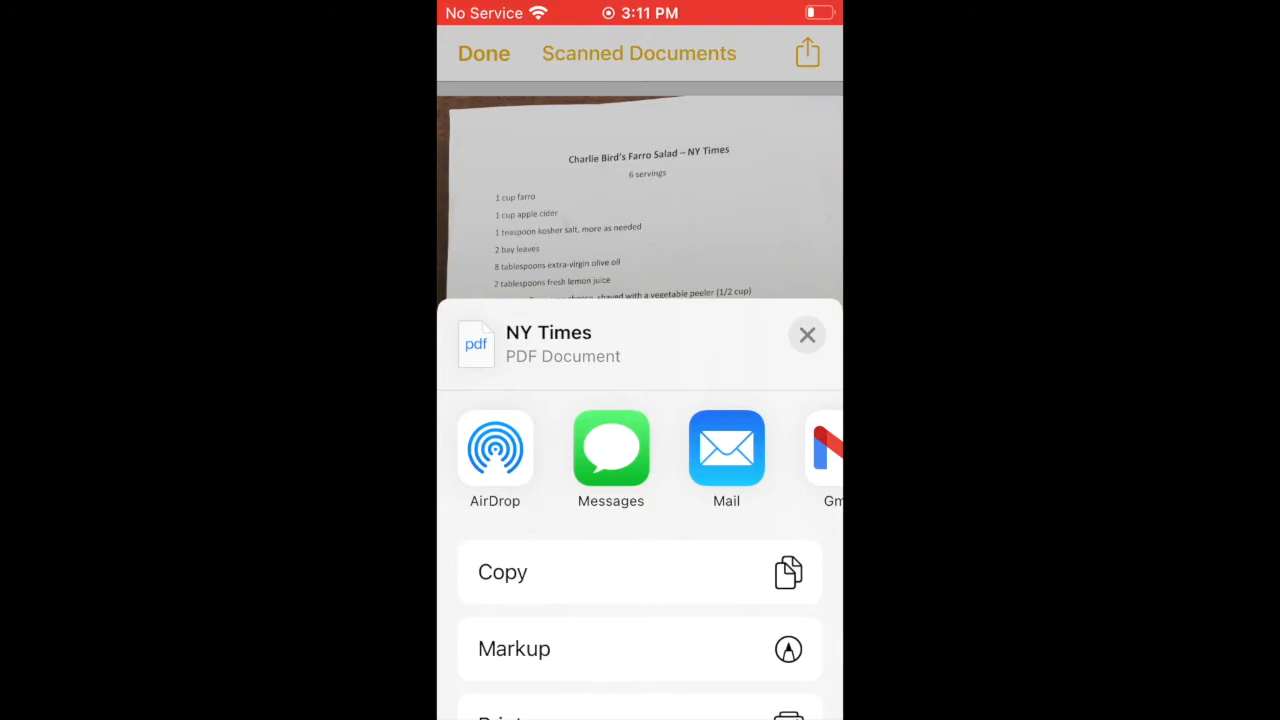 No Service 3:11 PM
Done Scanned Documents
Charlie Bird's Farro Salad – NY Times
6 servings
1 cup farro
1 cup apple cider
1 teaspoon kosher salt, more as needed
2 bay leaves
8 tablespoons extra-virgin olive oil
2 tablespoons fresh lemon juice
cheese, shaved with a vegetable peeler (1/2 cup)
pdf
NY Times
PDF Document
AirDrop Messages Mail Gm
Copy
Markup